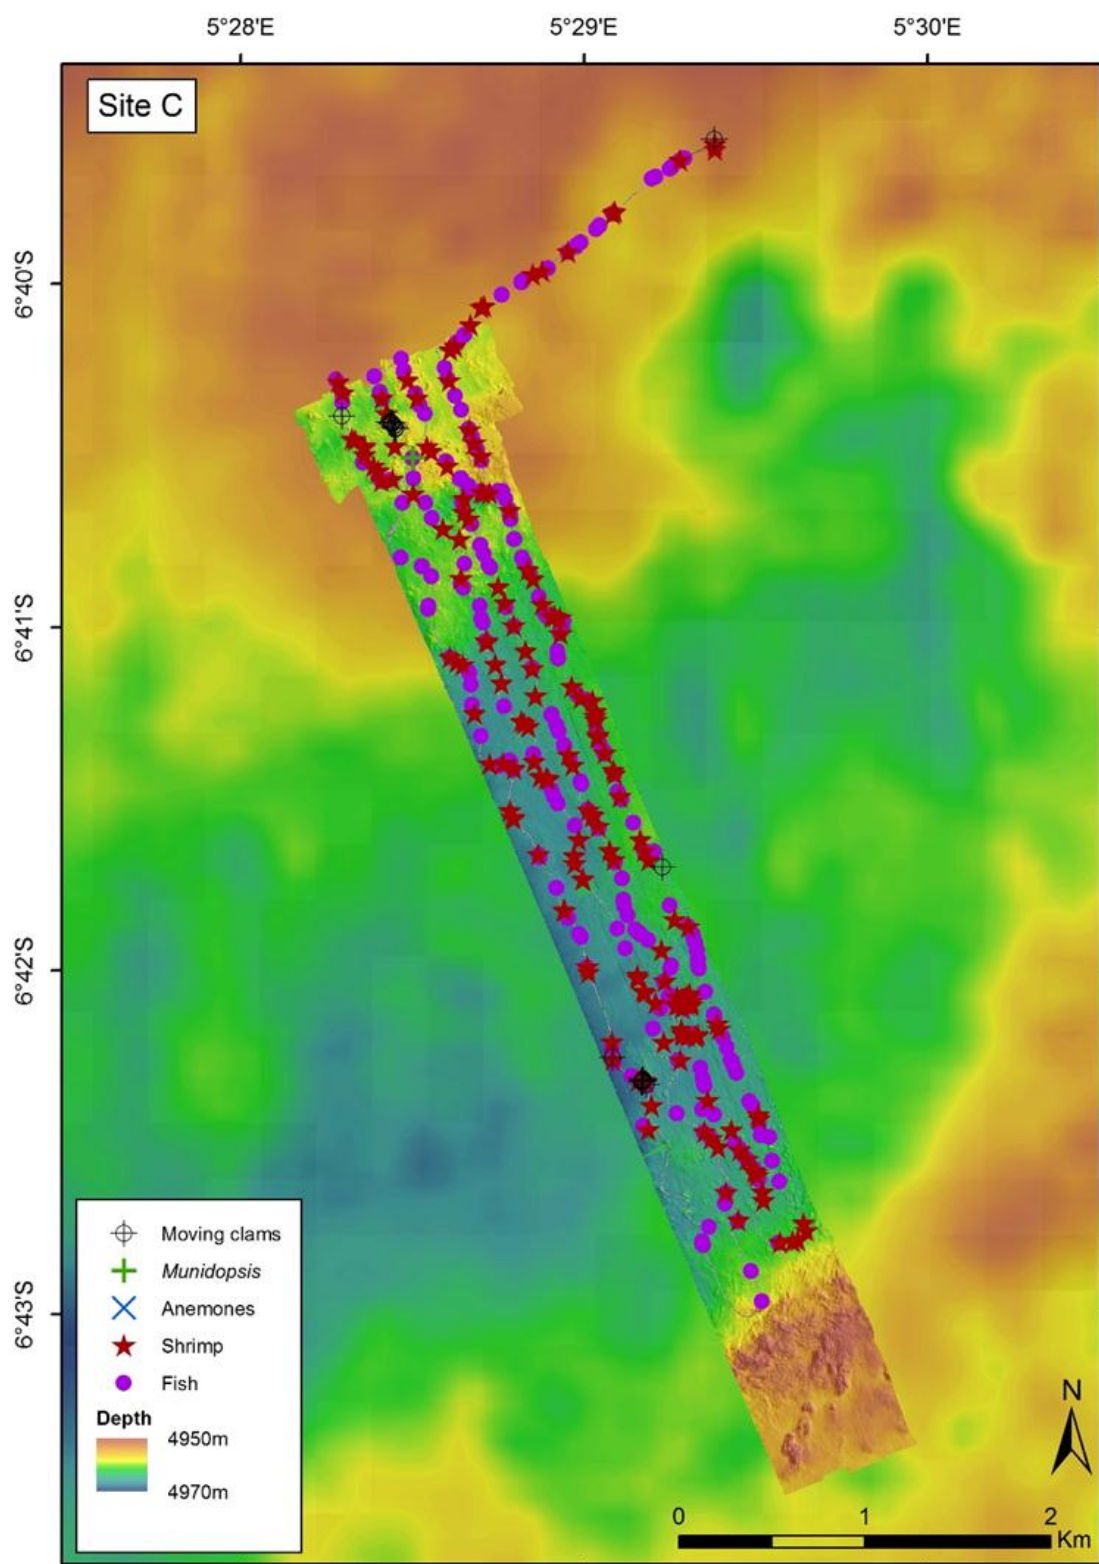 5°28'E 5°29'E 5°30'E
Site C
6°40'S
6°41'S
6°42'S
6°43'S
Moving clams
Munidopsis
Anemones
Shrimp
Fish
Depth
4950m
4970m
N
0 1 2
Km